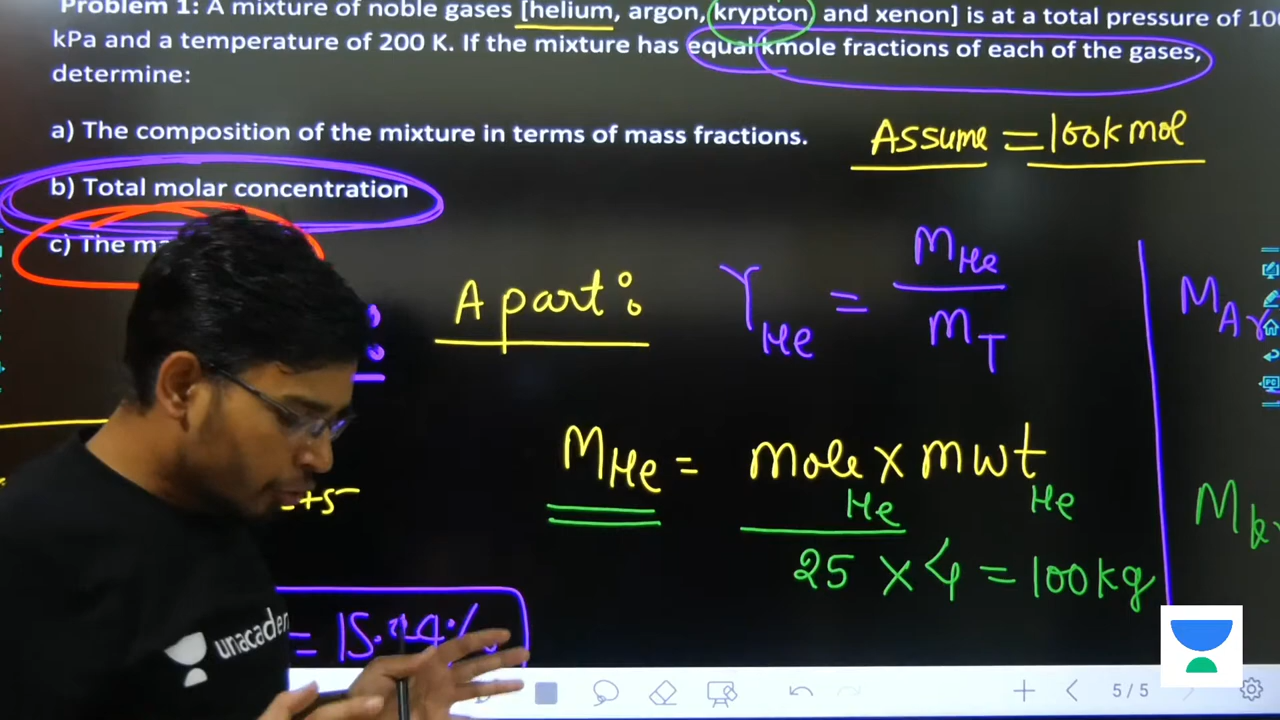 Problem 1: A mixture of noble gases [helium, argon, krypton and xenon] is at a total pressure of
kPa and a temperature of 200 K. If the mixture has equal kmole fractions of each of the gases,
determine:
a) The composition of the mixture in terms of mass fractions.
Assume = 100 kmol
b) Total molar concentration
c) The
A part:
Y He = M He / M T
M Ar
M He = mole He × mwt He
+5
25 × 4 = 100 kg
M
unacade
5 / 5